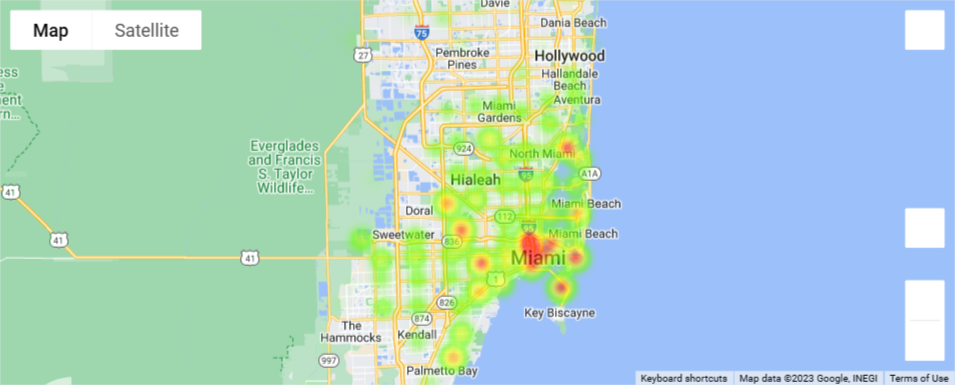 Map
Satellite
Davie
Dania Beach
75
27
Pembroke
Pines
Hollywood
Hallandale
Beach
Aventura
ess
e
ent
rn...
Miami
Gardens
Everglades
and Francis
S. Taylor
Wildlife...
924
North Miami
95
A1A
Hialeah
41
Doral
112
Miami Beach
Sweetwater
836
95
Miami Beach
41
41
Miami
1
826
Key Biscayne
874
The
Hammocks
Kendall
997
Palmetto Bay
Keyboard shortcuts
Map data ©2023 Google, INEGI
Terms of Use